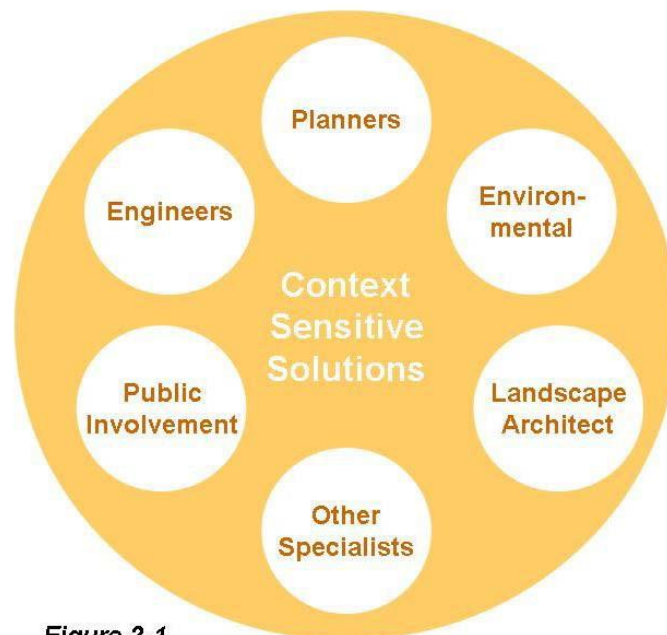 Planners
Engineers
Environ-
mental
Context
Sensitive
Solutions
Public
Involvement
Landscape
Architect
Other
Specialists
Figure 2-1